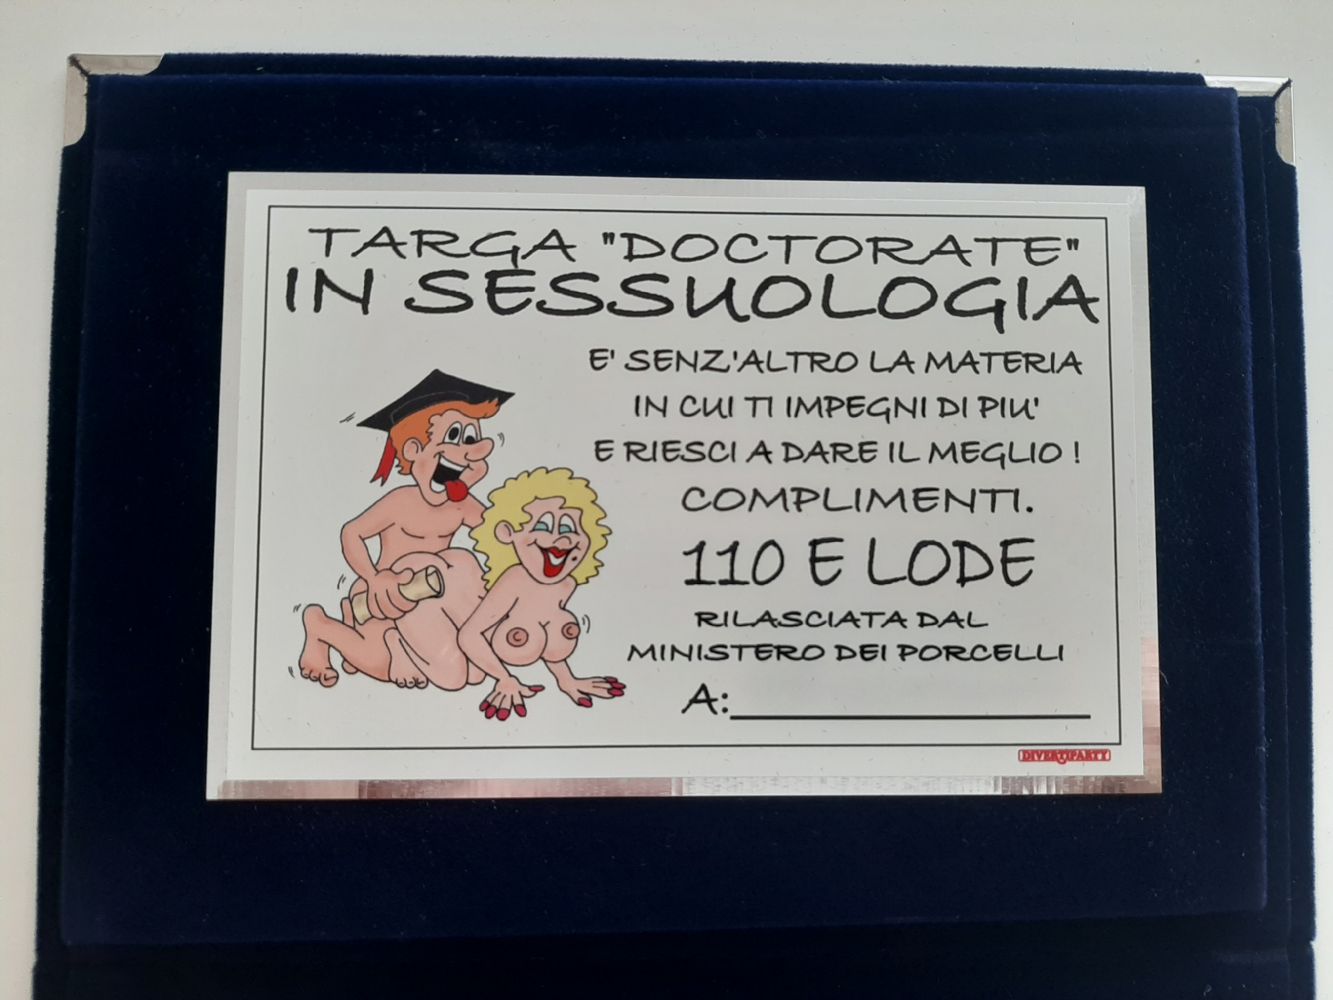 TARGA "DOCTORATE"
IN SESSUOLOGIA
E' SENZ'ALTRO LA MATERIA
IN CUI TI IMPEGNI DI PIU'
E RIESCI A DARE IL MEGLIO !
COMPLIMENTI.
110 E LODE
RILASCIATA DAL
MINISTERO DEI PORCELLI
A:
DIVERTIPARTY